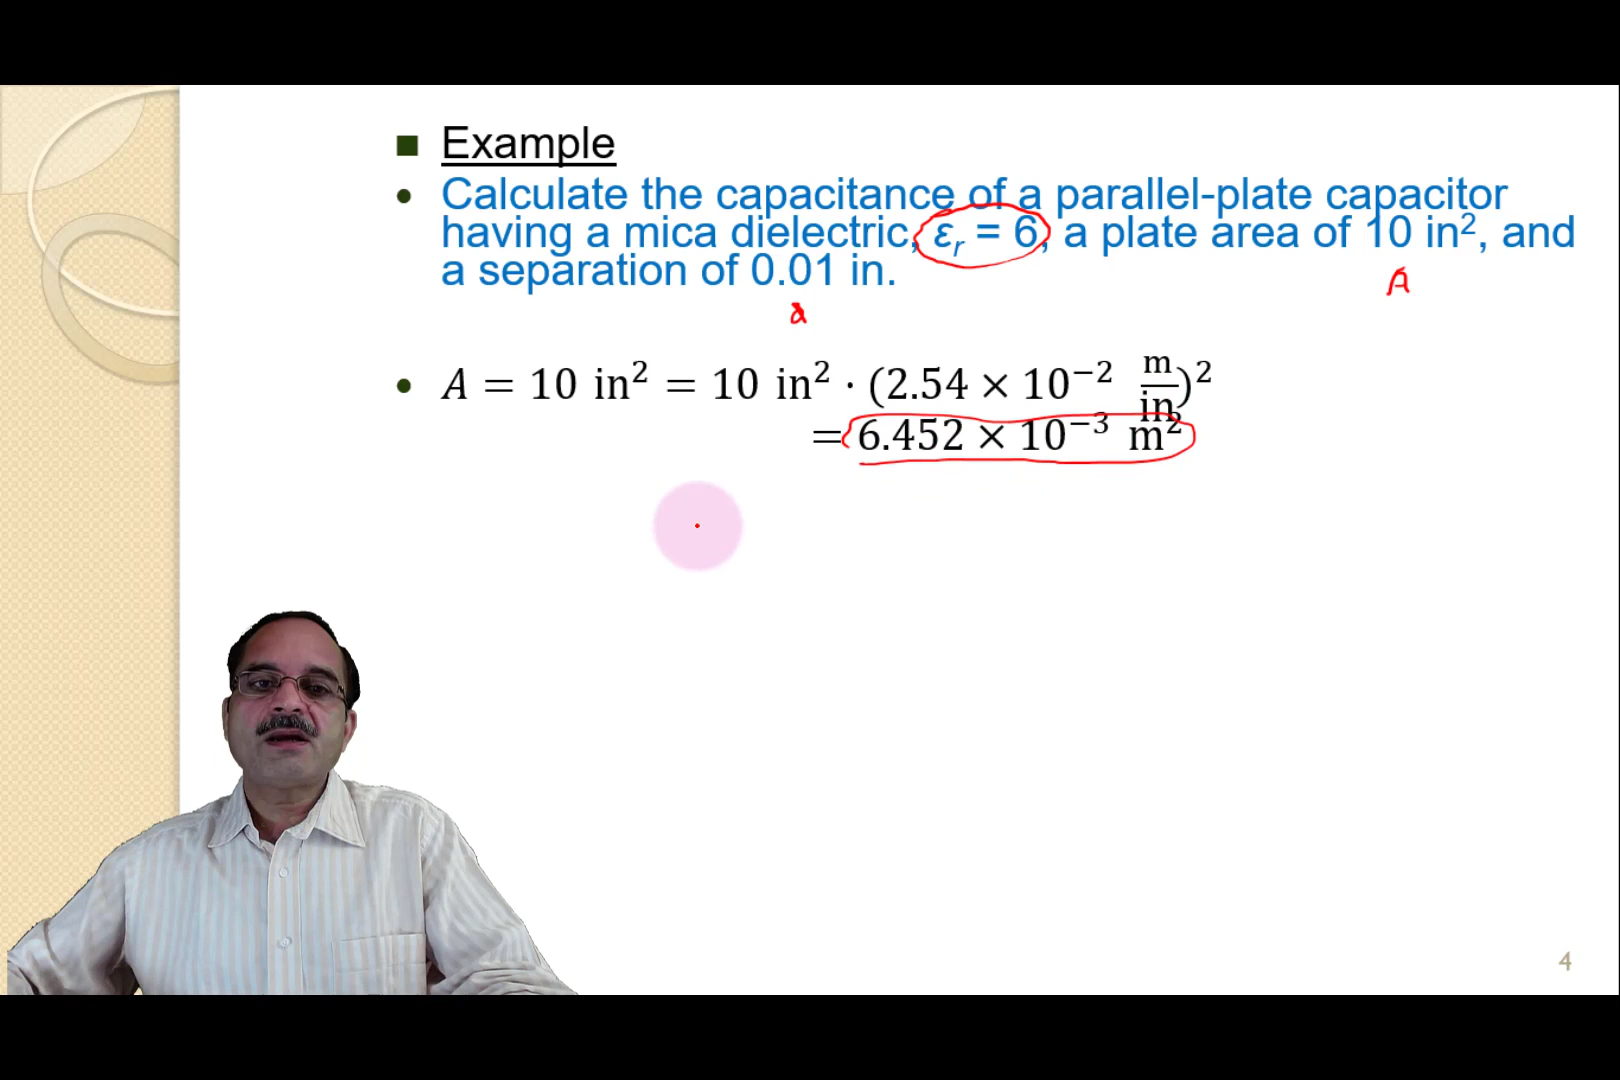 Example
Calculate the capacitance of a parallel-plate capacitor
having a mica dielectric, εᵣ = 6, a plate area of 10 in², and
a separation of 0.01 in.
A
d
A = 10 in² = 10 in² · (2.54 × 10⁻² m/in)²
= 6.452 × 10⁻³ m²
4